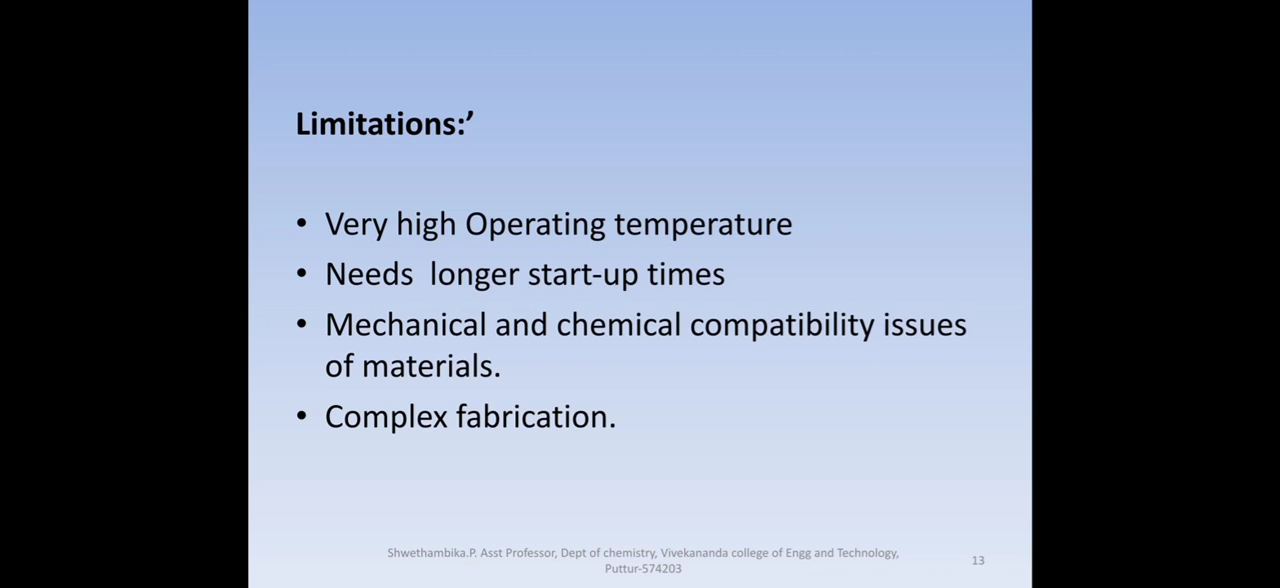 Limitations:’
• Very high Operating temperature
• Needs  longer start-up times
• Mechanical and chemical compatibility issues
of materials.
• Complex fabrication.
Shwethambika.P. Asst Professor, Dept of chemistry, Vivekananda college of Engg and Technology,
Puttur-574203
13